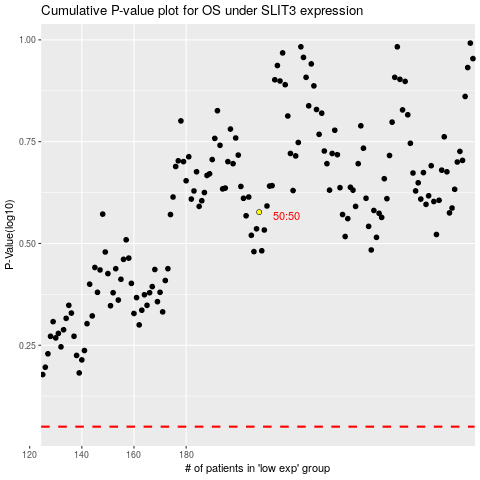 Cumulative P-value plot for OS under SLIT3 expression
P-Value(log10)
1.00
0.75
0.50
0.25
50:50
120 140 160 180
# of patients in 'low exp' group